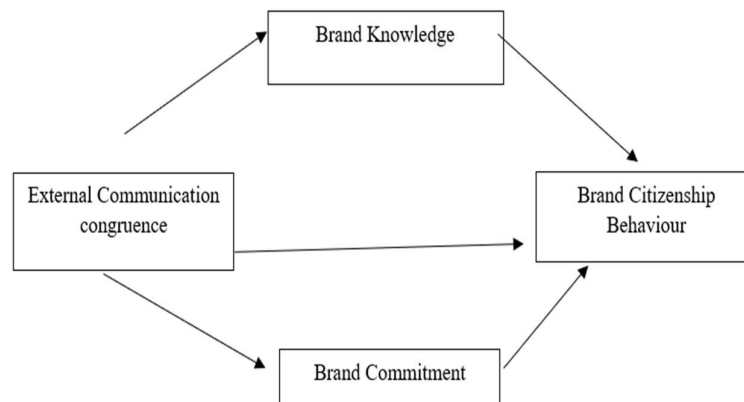 Brand Knowledge
External Communication
congruence
Brand Citizenship
Behaviour
Brand Commitment